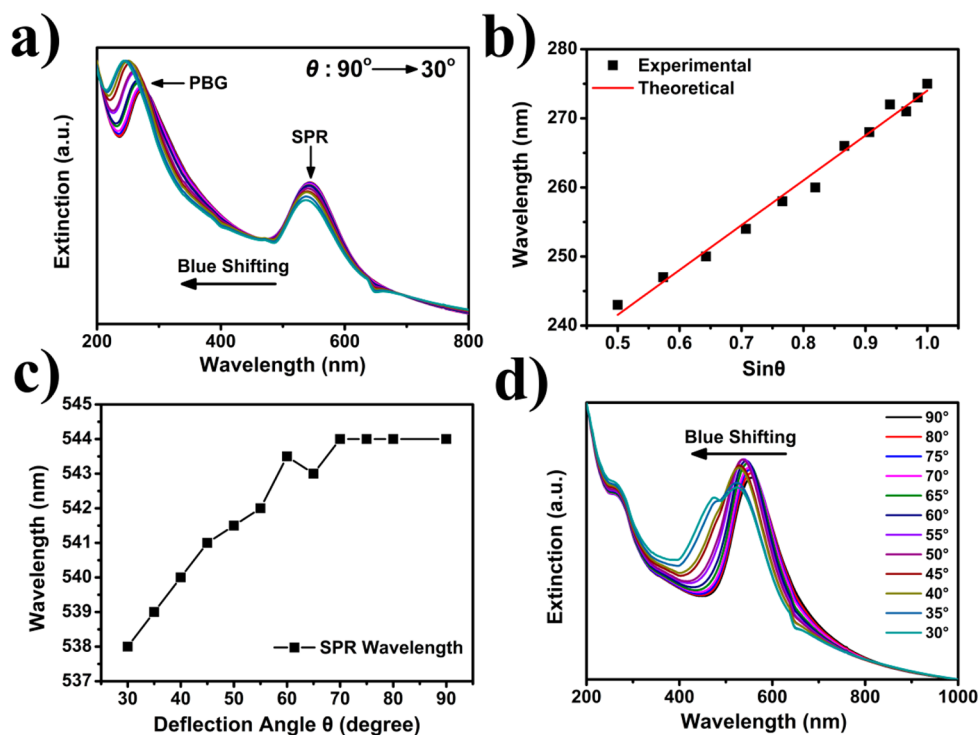 a)
θ : 90° → 30°
PBG
SPR
Blue Shifting
Extinction (a.u.)
200 300 400 500 600 700 800
Wavelength (nm)
b)
Experimental
Theoretical
280
270
260
250
240
Wavelength (nm)
0.5 0.6 0.7 0.8 0.9 1.0
Sinθ
c)
545
544
543
542
541
540
539
538
537
Wavelength (nm)
SPR Wavelength
30 40 50 60 70 80 90
Deflection Angle θ (degree)
d)
Blue Shifting
90°
80°
75°
70°
65°
60°
55°
50°
45°
40°
35°
30°
Extinction (a.u.)
200 400 600 800 1000
Wavelength (nm)